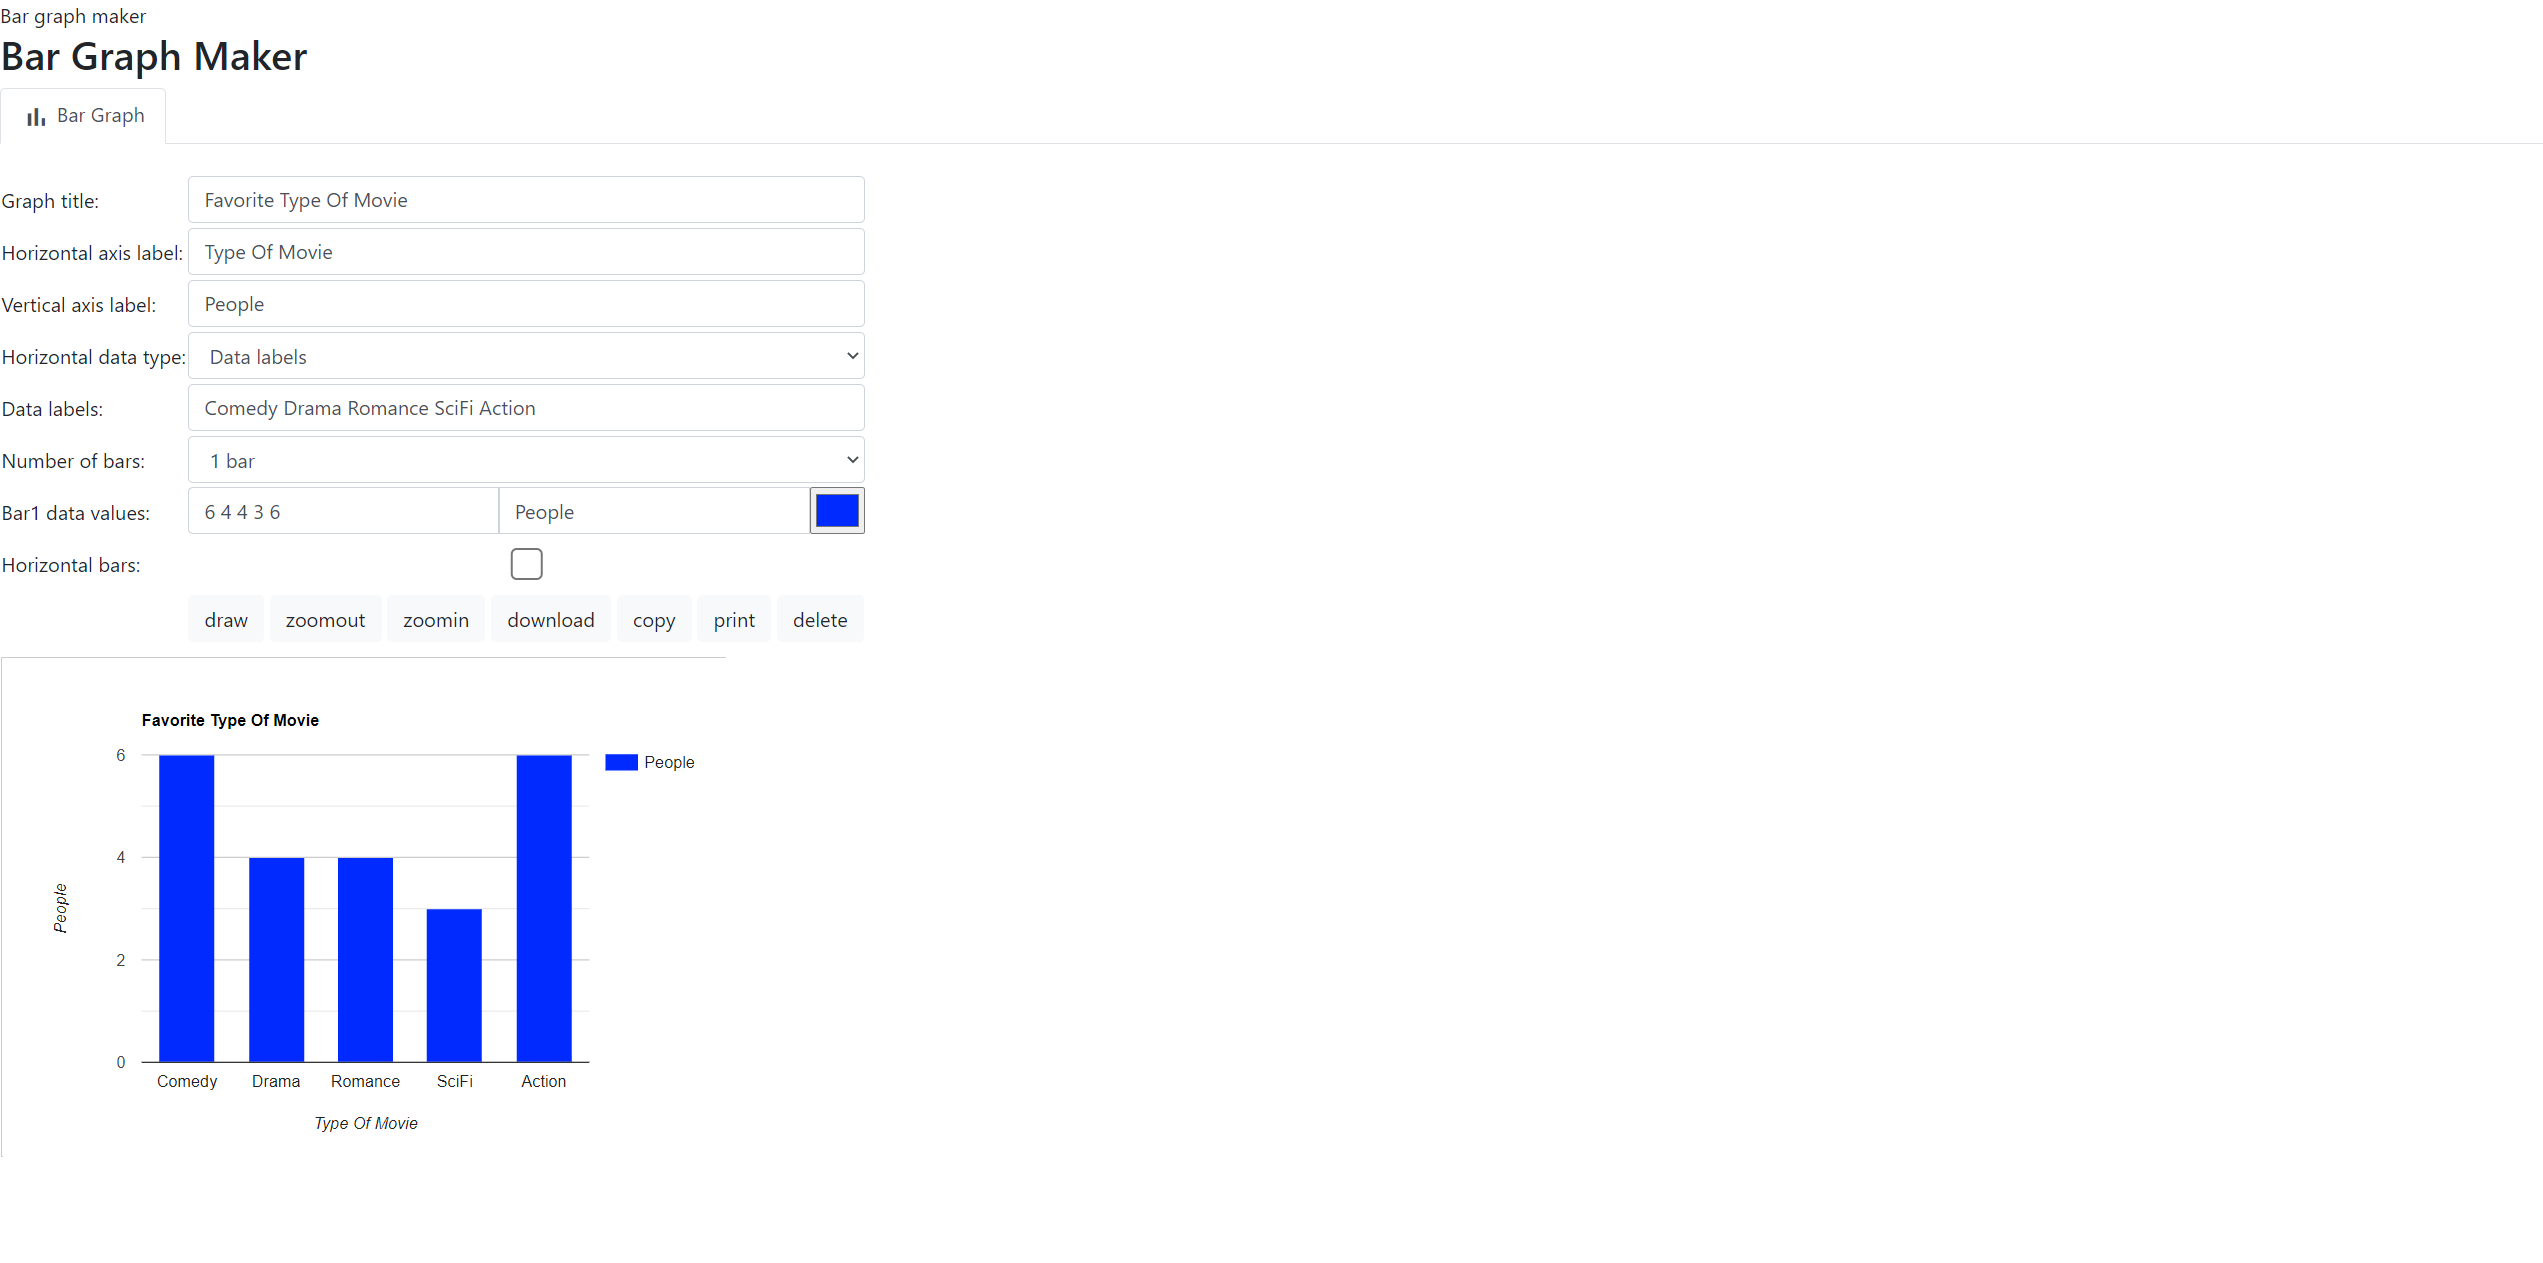 Bar graph maker
Bar Graph Maker
Bar Graph
Graph title: Favorite Type Of Movie
Horizontal axis label: Type Of Movie
Vertical axis label: People
Horizontal data type: Data labels
Data labels: Comedy Drama Romance SciFi Action
Number of bars: 1 bar
Bar1 data values: 6 4 4 3 6 People
Horizontal bars:
draw zoomout zoomin download copy print delete
Favorite Type Of Movie
6
People
4
People
2
0
Comedy Drama Romance SciFi Action
Type Of Movie